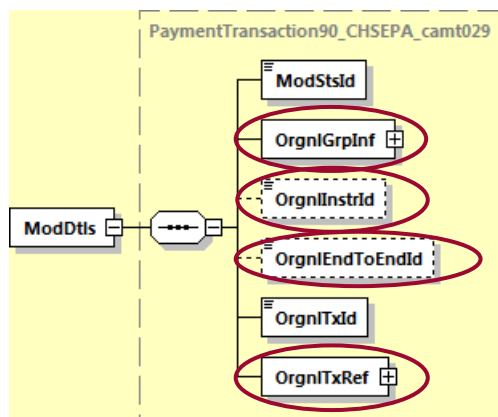 PaymentTransaction90_CHSEPA_camt029
ModStsId
OrgnlGrpInf
OrgnlInstrId
ModDtls
OrgnlEndToEndId
OrgnlTxId
OrgnlTxRef